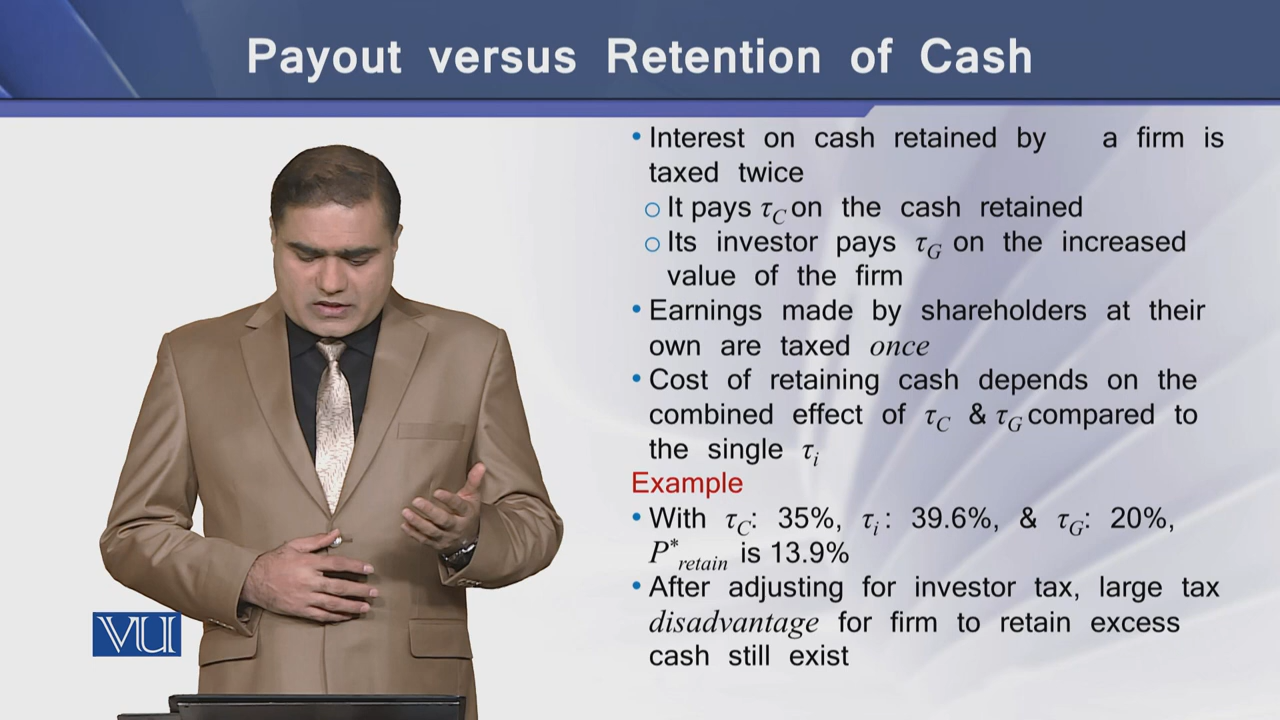 Payout versus Retention of Cash
• Interest on cash retained by a firm is
taxed twice
o It pays τC on the cash retained
o Its investor pays τG on the increased
value of the firm
• Earnings made by shareholders at their
own are taxed once
• Cost of retaining cash depends on the
combined effect of τC & τG compared to
the single τi
Example
• With τC: 35%, τi: 39.6%, & τG: 20%,
P*retain is 13.9%
• After adjusting for investor tax, large tax
disadvantage for firm to retain excess
cash still exist
VU